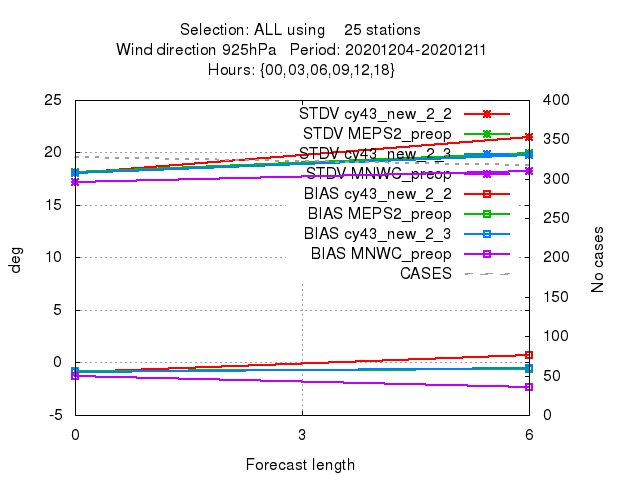 Selection: ALL using    25 stations
Wind direction 925hPa   Period: 20201204-20201211
Hours: {00,03,06,09,12,18}
25
20
15
10
5
0
-5
400
350
300
250
200
150
100
50
0
STDV cy43_new_2_2
STDV MEPS2_preop
STDV cy43_new_2_3
STDV MNWC_preop
BIAS cy43_new_2_2
BIAS MEPS2_preop
BIAS cy43_new_2_3
BIAS MNWC_preop
CASES
deg
No cases
0 3 6
Forecast length